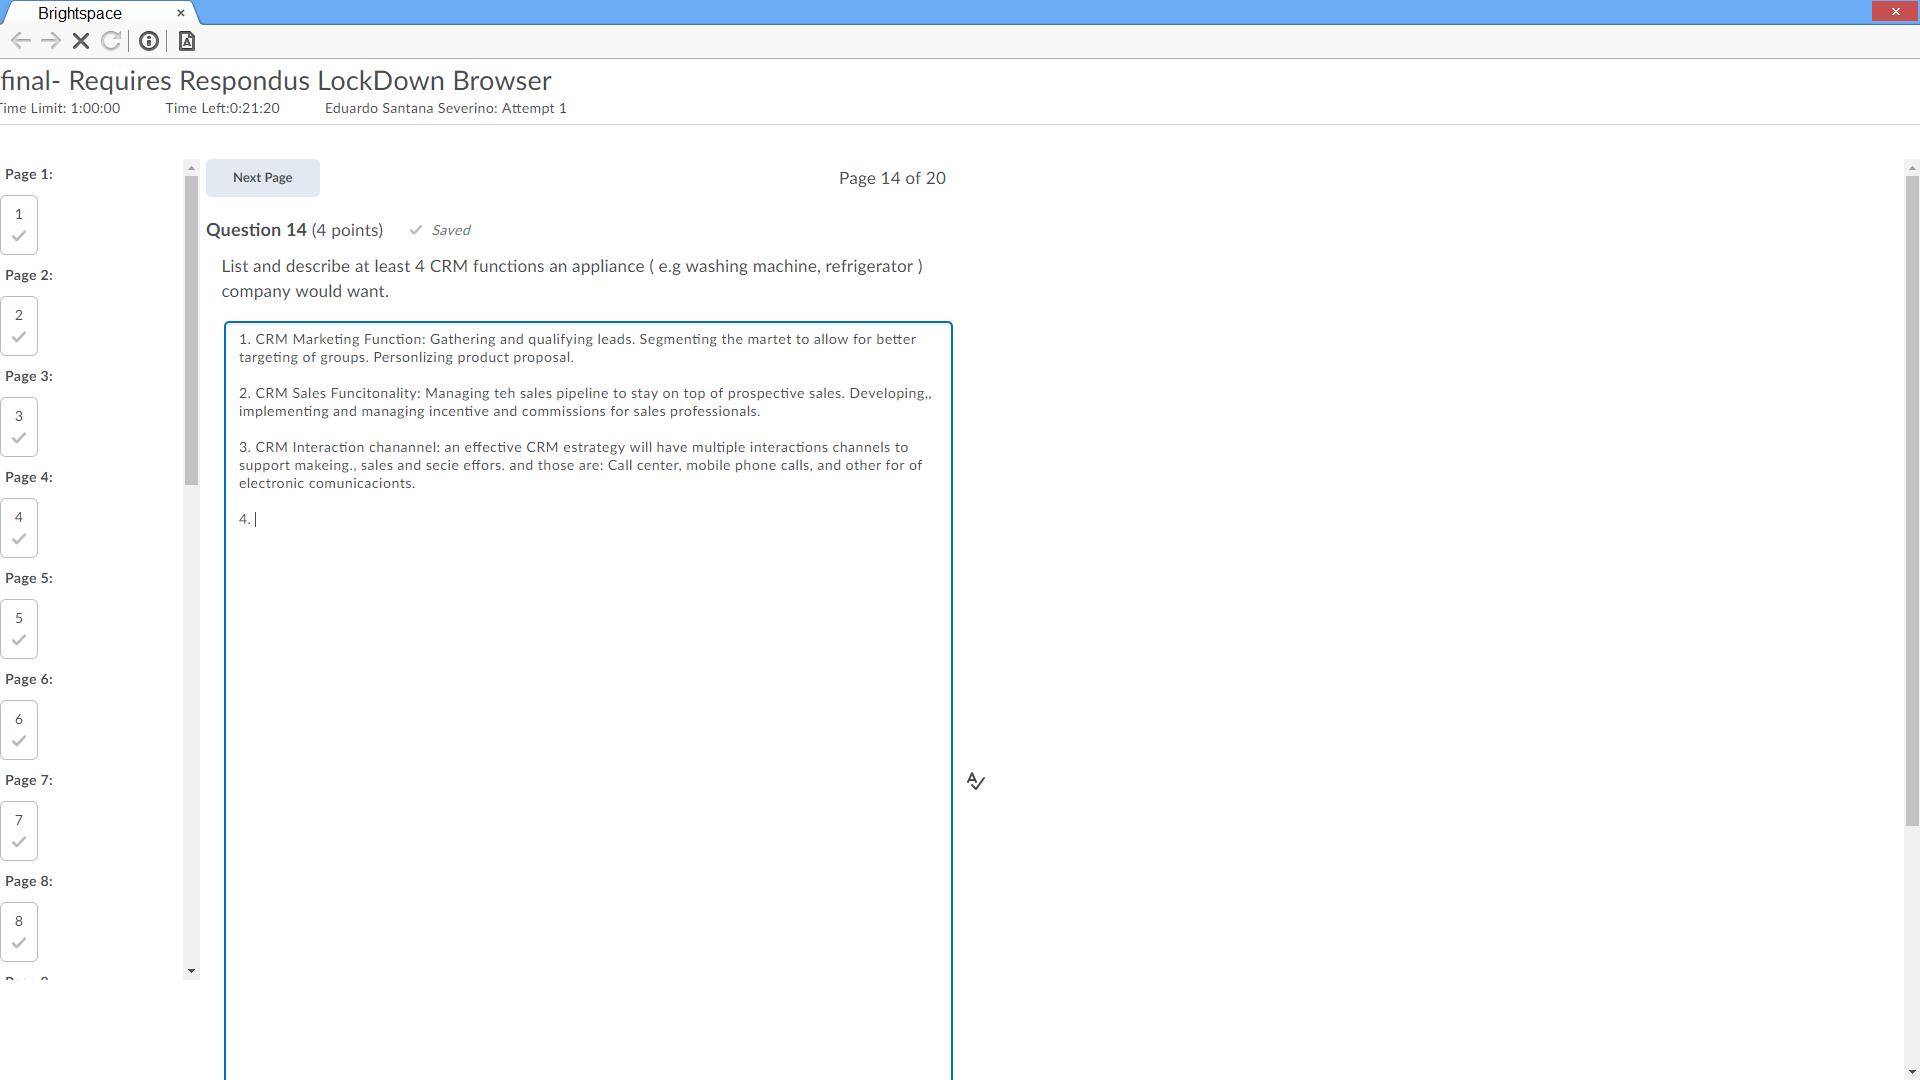 Brightspace
final- Requires Respondus LockDown Browser
Time Limit: 1:00:00 Time Left:0:21:20 Eduardo Santana Severino: Attempt 1
Page 1:
1
Page 2:
2
Page 3:
3
Page 4:
4
Page 5:
5
Page 6:
6
Page 7:
7
Page 8:
8
Next Page
Page 14 of 20
Question 14 (4 points) Saved
List and describe at least 4 CRM functions an appliance ( e.g washing machine, refrigerator )
company would want.
1. CRM Marketing Function: Gathering and qualifying leads. Segmenting the martet to allow for better
targeting of groups. Personlizing product proposal.
2. CRM Sales Funcitonality: Managing teh sales pipeline to stay on top of prospective sales. Developing,,
implementing and managing incentive and commissions for sales professionals.
3. CRM Interaction chanannel: an effective CRM estrategy will have multiple interactions channels to
support makeing., sales and secie effors. and those are: Call center, mobile phone calls, and other for of
electronic comunicacionts.
4.